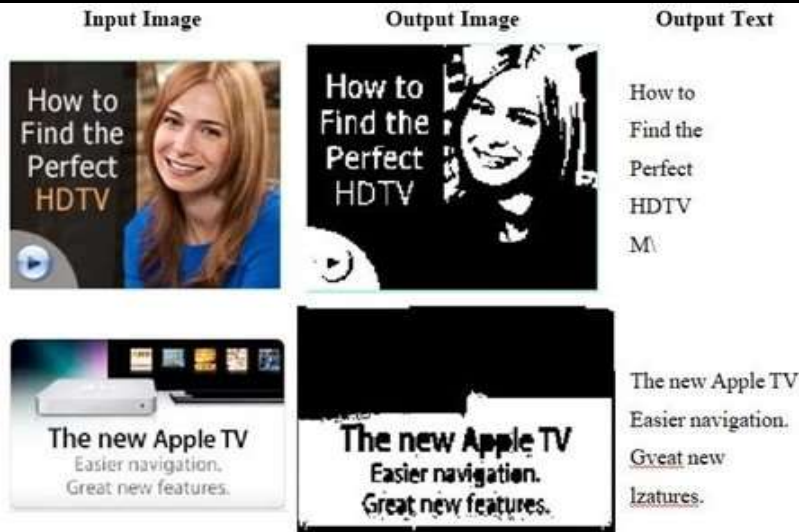 Input Image
Output Image
Output Text
How to
Find the
Perfect
HDTV
How to
Find the
Perfect
HDTV
How to
Find the
Perfect
HDTV
M\
The new Apple TV
Easier navigation.
Great new features.
The new Apple TV
Easier navigation.
Great new features.
The new Apple TV
Easier navigation.
Gveat new
lzatures.